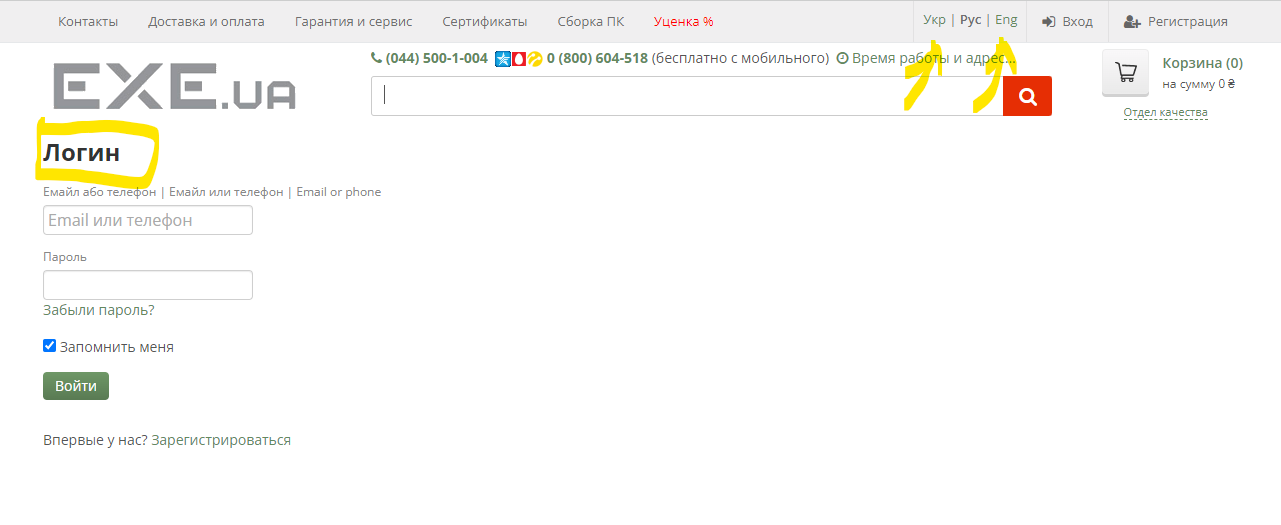 Контакты Доставка и оплата Гарантия и сервис Сертификаты Сборка ПК Уценка % Укр | Рус | Eng Вход Регистрация
(044) 500-1-004 0 (800) 604-518 (бесплатно с мобильного) Время работы и адрес...
EXE.UA
Корзина (0)
на сумму 0 ₴
Отдел качества
Логин
Емайл або телефон | Емайл или телефон | Email or phone
Email или телефон
Пароль
Забыли пароль?
Запомнить меня
Войти
Впервые у нас? Зарегистрироваться